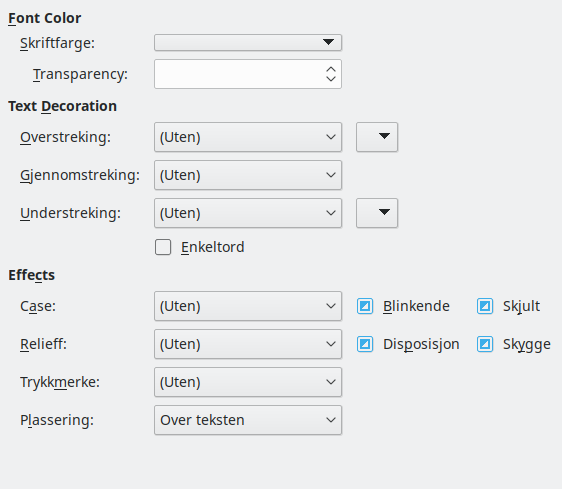 Font Color
Skriftfarge:
Transparency:
Text Decoration
Overstreking: (Uten)
Gjennomstreking: (Uten)
Understreking: (Uten)
Enkeltord
Effects
Case: (Uten) Blinkende Skjult
Relieff: (Uten) Disposisjon Skygge
Trykkmerke: (Uten)
Plassering: Over teksten